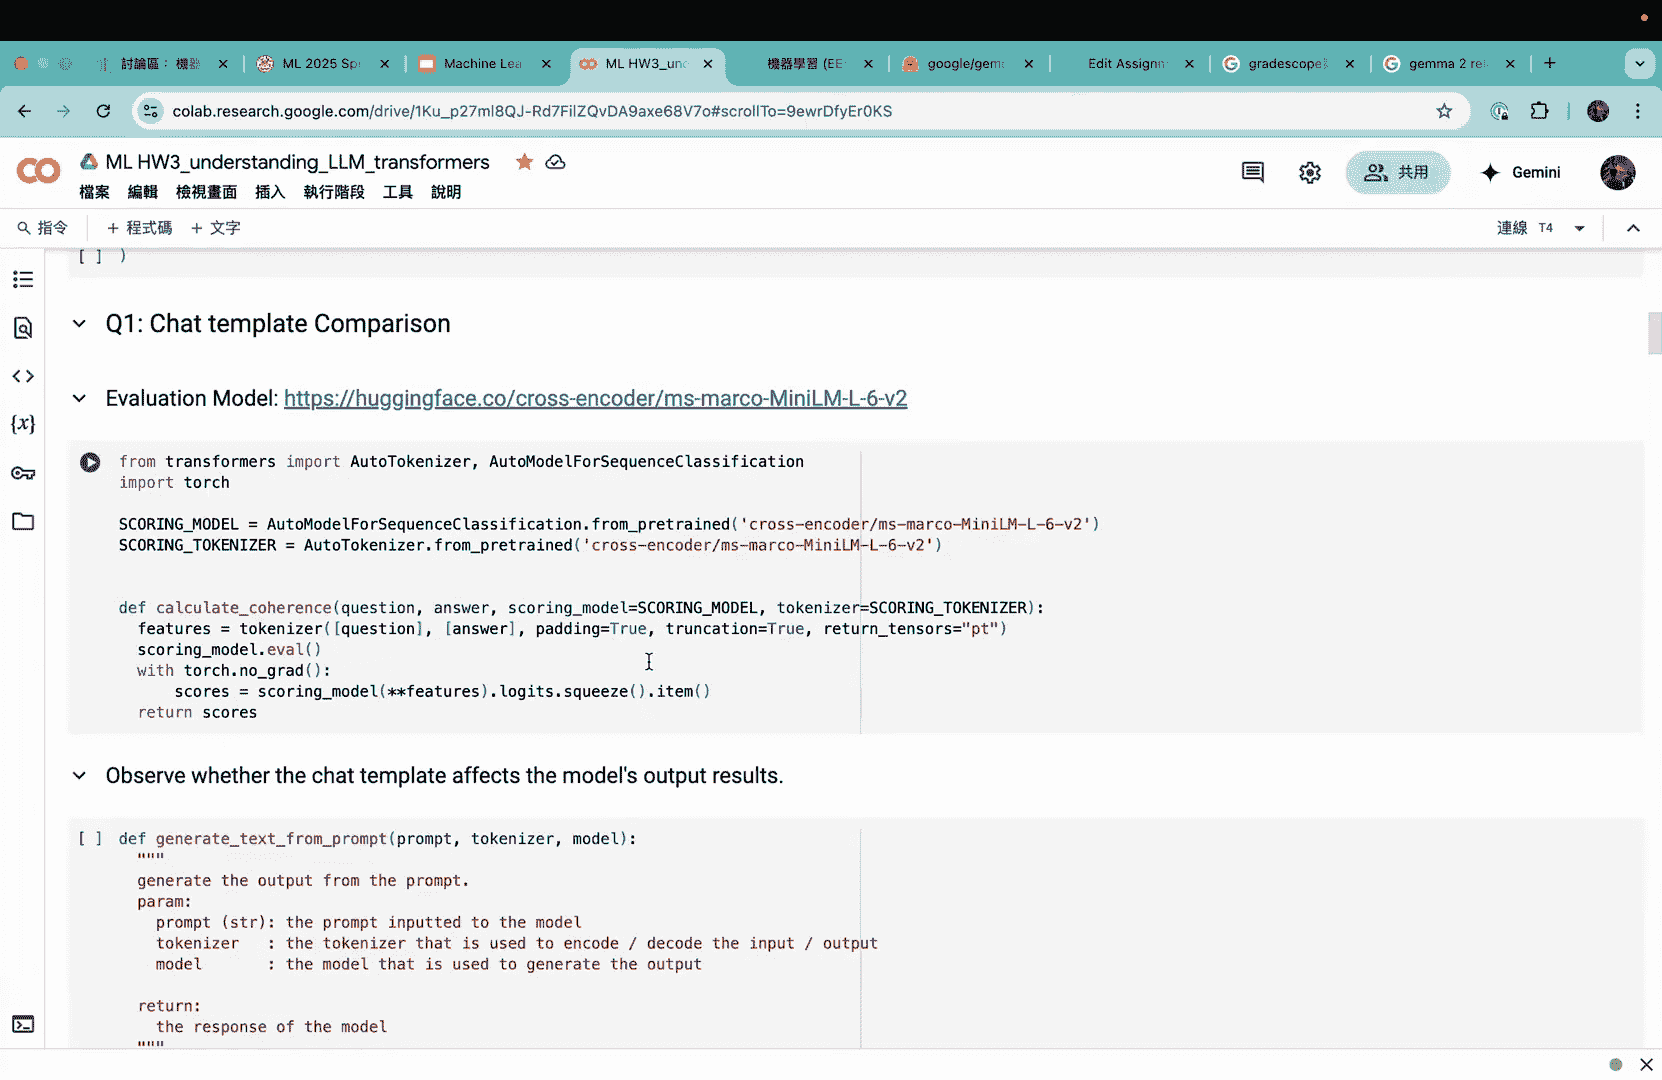 討論區：機器
ML 2025 Sp
Machine Lea
ML HW3_unc
機器學習 (EE
google/gem
Edit Assignm
gradescope
gemma 2 rel
colab.research.google.com/drive/1Ku_p27ml8QJ-Rd7FilZQvDA9axe68V7o#scrollTo=9ewrDfyEr0KS
ML HW3_understanding_LLM_transformers
檔案 編輯 檢視畫面 插入 執行階段 工具 說明
共用
Gemini
指令 + 程式碼 + 文字
連線 T4
[ ] )
Q1: Chat template Comparison
Evaluation Model: https://huggingface.co/cross-encoder/ms-marco-MiniLM-L-6-v2
from transformers import AutoTokenizer, AutoModelForSequenceClassification
import torch
SCORING_MODEL = AutoModelForSequenceClassification.from_pretrained('cross-encoder/ms-marco-MiniLM-L-6-v2')
SCORING_TOKENIZER = AutoTokenizer.from_pretrained('cross-encoder/ms-marco-MiniLM-L-6-v2')
def calculate_coherence(question, answer, scoring_model=SCORING_MODEL, tokenizer=SCORING_TOKENIZER):
features = tokenizer([question], [answer], padding=True, truncation=True, return_tensors="pt")
scoring_model.eval()
with torch.no_grad():
scores = scoring_model(**features).logits.squeeze().item()
return scores
Observe whether the chat template affects the model's output results.
[ ] def generate_text_from_prompt(prompt, tokenizer, model):
"""
generate the output from the prompt.
param:
prompt (str): the prompt inputted to the model
tokenizer : the tokenizer that is used to encode / decode the input / output
model : the model that is used to generate the output
return:
the response of the model
"""